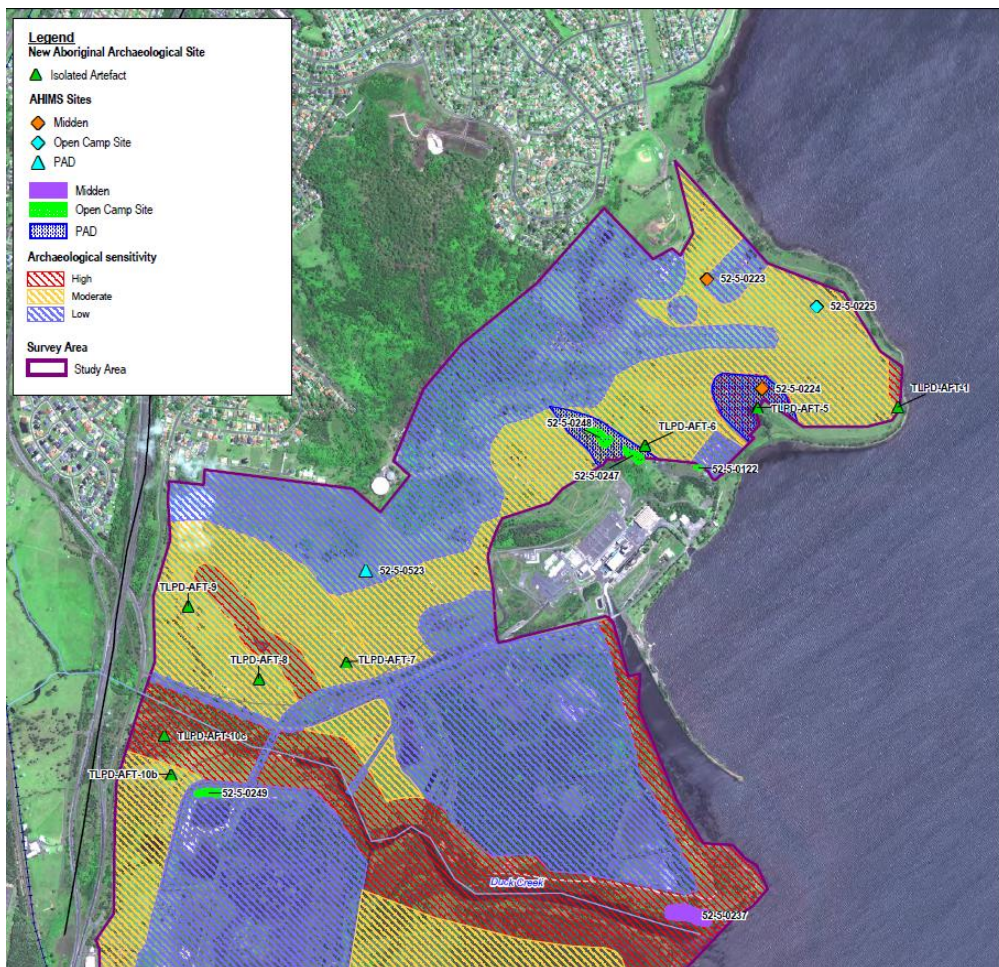 Legend
New Aboriginal Archaeological Site
Isolated Artefact
AHIMS Sites
Midden
Open Camp Site
PAD
Midden
Open Camp Site
PAD
Archaeological sensitivity
High
Moderate
Low
Survey Area
Study Area
52-5-0223
52-5-0225
52-5-0224
TLPD-AFT-1
TLPD-AFT-5
52-5-0248
TLPD-AFT-6
52-5-0247
52-5-0122
52-5-0523
TLPD-AFT-9
TLPD-AFT-8
TLPD-AFT-7
TLPD-AFT-10c
TLPD-AFT-10b
52-5-0249
Duck Creek
52-5-0237